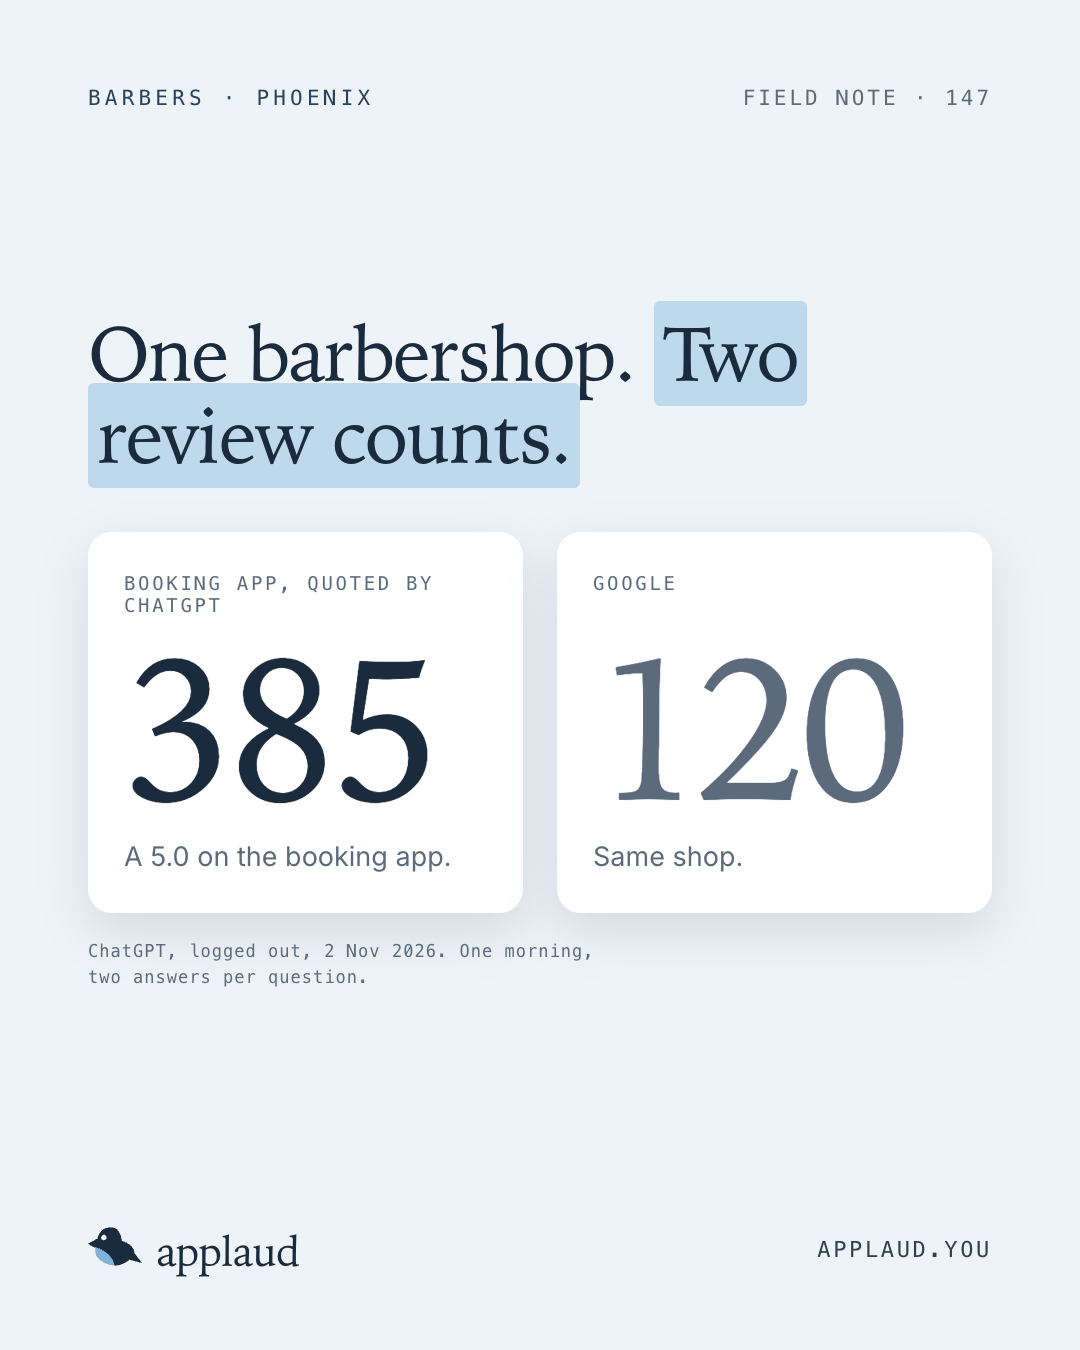 BARBERS · PHOENIX
FIELD NOTE · 147
One barbershop. Two
review counts.
BOOKING APP, QUOTED BY
CHATGPT
385
A 5.0 on the booking app.
GOOGLE
120
Same shop.
ChatGPT, logged out, 2 Nov 2026. One morning,
two answers per question.
applaud
APPLAUD.YOU